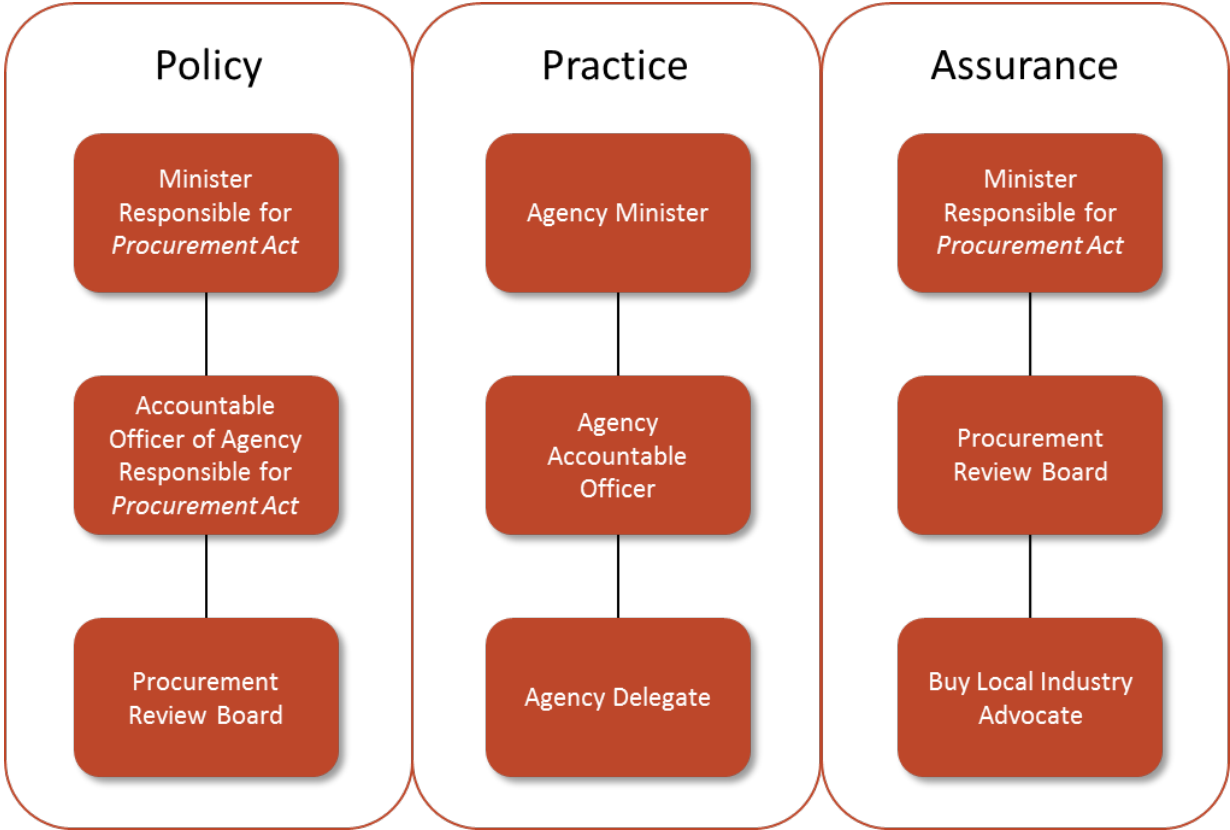 Policy
Minister
Responsible for
Procurement Act
Accountable
Officer of Agency
Responsible for
Procurement Act
Procurement
Review Board
Practice
Agency Minister
Agency
Accountable
Officer
Agency Delegate
Assurance
Minister
Responsible for
Procurement Act
Procurement
Review Board
Buy Local Industry
Advocate